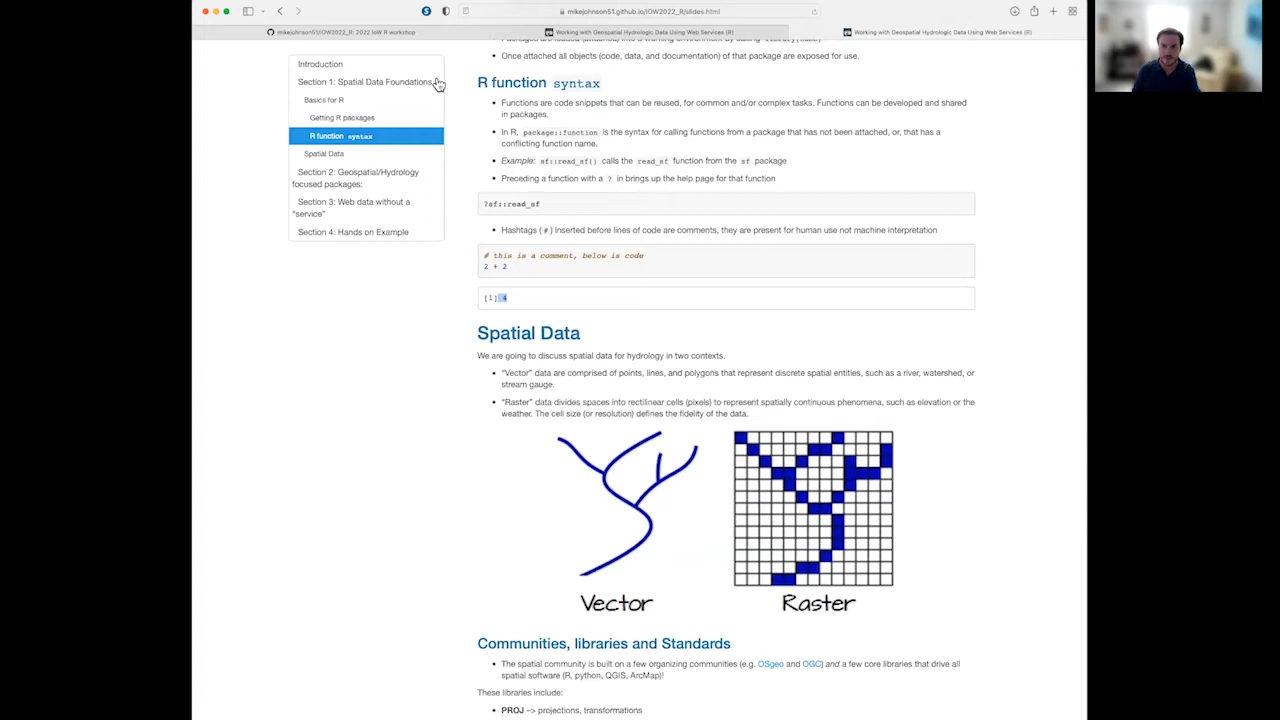 mikejohnson51.github.io/IOW2022_R/slides.html
mikejohnson51/IOW2022_R: 2022 IoW R workshop
Working with Geospatial Hydrologic Data Using Web Services (R)
Working with Geospatial Hydrologic Data Using Web Services (R)
Introduction
Section 1: Spatial Data Foundations
Basics for R
Getting R packages
R function syntax
Spatial Data
Section 2: Geospatial/Hydrology
focused packages:
Section 3: Web data without a
“service”
Section 4: Hands on Example
• Once attached all objects (code, data, and documentation) of that package are exposed for use.
R function syntax
• Functions are code snippets that can be reused, for common and/or complex tasks. Functions can be developed and shared
in packages.
• In R, package::function is the syntax for calling functions from a package that has not been attached, or, that has a
conflicting function name.
• Example: sf::read_sf() calls the read_sf function from the sf package
• Preceding a function with a ? in brings up the help page for that function
?sf::read_sf
• Hashtags (#) inserted before lines of code are comments, they are present for human use not machine interpretation
# this is a comment, below is code
2 + 2
[1] 4
Spatial Data
We are going to discuss spatial data for hydrology in two contexts.
• “Vector” data are comprised of points, lines, and polygons that represent discrete spatial entities, such as a river, watershed, or
stream gauge.
• “Raster” data divides spaces into rectilinear cells (pixels) to represent spatially continuous phenomena, such as elevation or the
weather. The cell size (or resolution) defines the fidelity of the data.
Vector
Raster
Communities, libraries and Standards
• The spatial community is built on a few organizing communities (e.g. OSgeo and OGC) and a few core libraries that drive all
spatial software (R, python, QGIS, ArcMap)!
These libraries include:
• PROJ –> projections, transformations